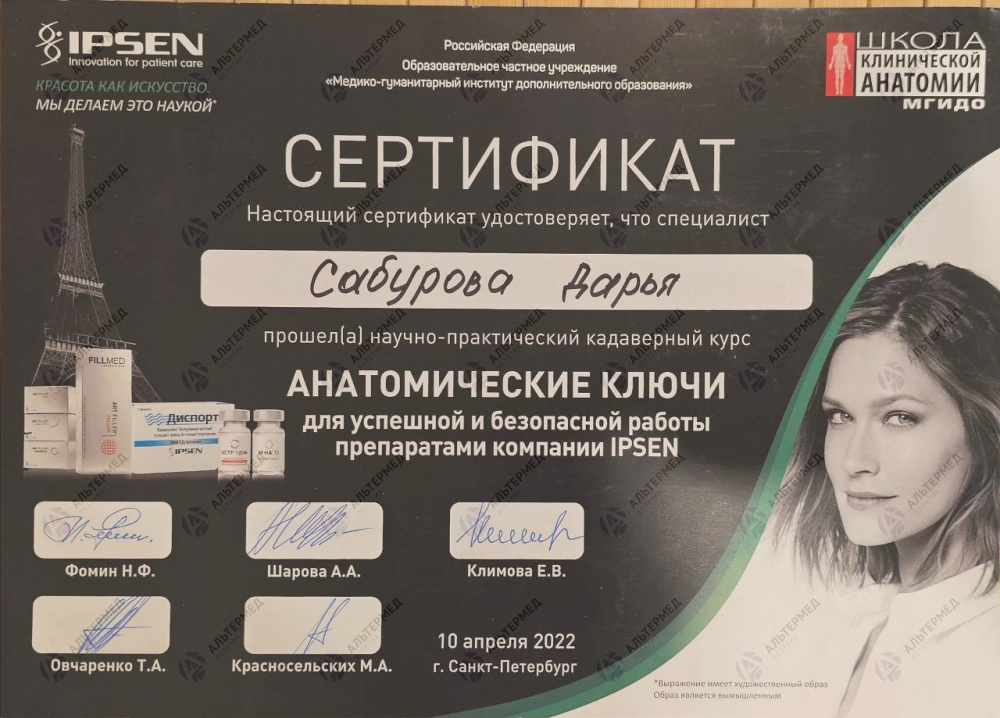 IPSEN
Innovation for patient care
КРАСОТА КАК ИСКУССТВО.
МЫ ДЕЛАЕМ ЭТО НАУКОЙ*
Российская Федерация
Образовательное частное учреждение
«Медико-гуманитарный институт дополнительного образования»
ШКОЛА
КЛИНИЧЕСКОЙ
АНАТОМИИ
МГИДО
СЕРТИФИКАТ
Настоящий сертификат удостоверяет, что специалист
Сабурова Дарья
прошел(а) научно-практический кадаверный курс
АНАТОМИЧЕСКИЕ КЛЮЧИ
для успешной и безопасной работы
препаратами компании IPSEN
FILLMED
ART FILLER
Диспорт
IPSEN
Фомин Н.Ф.
Шарова А.А.
Климова Е.В.
Овчаренко Т.А.
Красносельских М.А.
10 апреля 2022
г. Санкт-Петербург
*Выражение имеет художественный образ
Образ является вымышленным
АЛЬТЕРМЕД